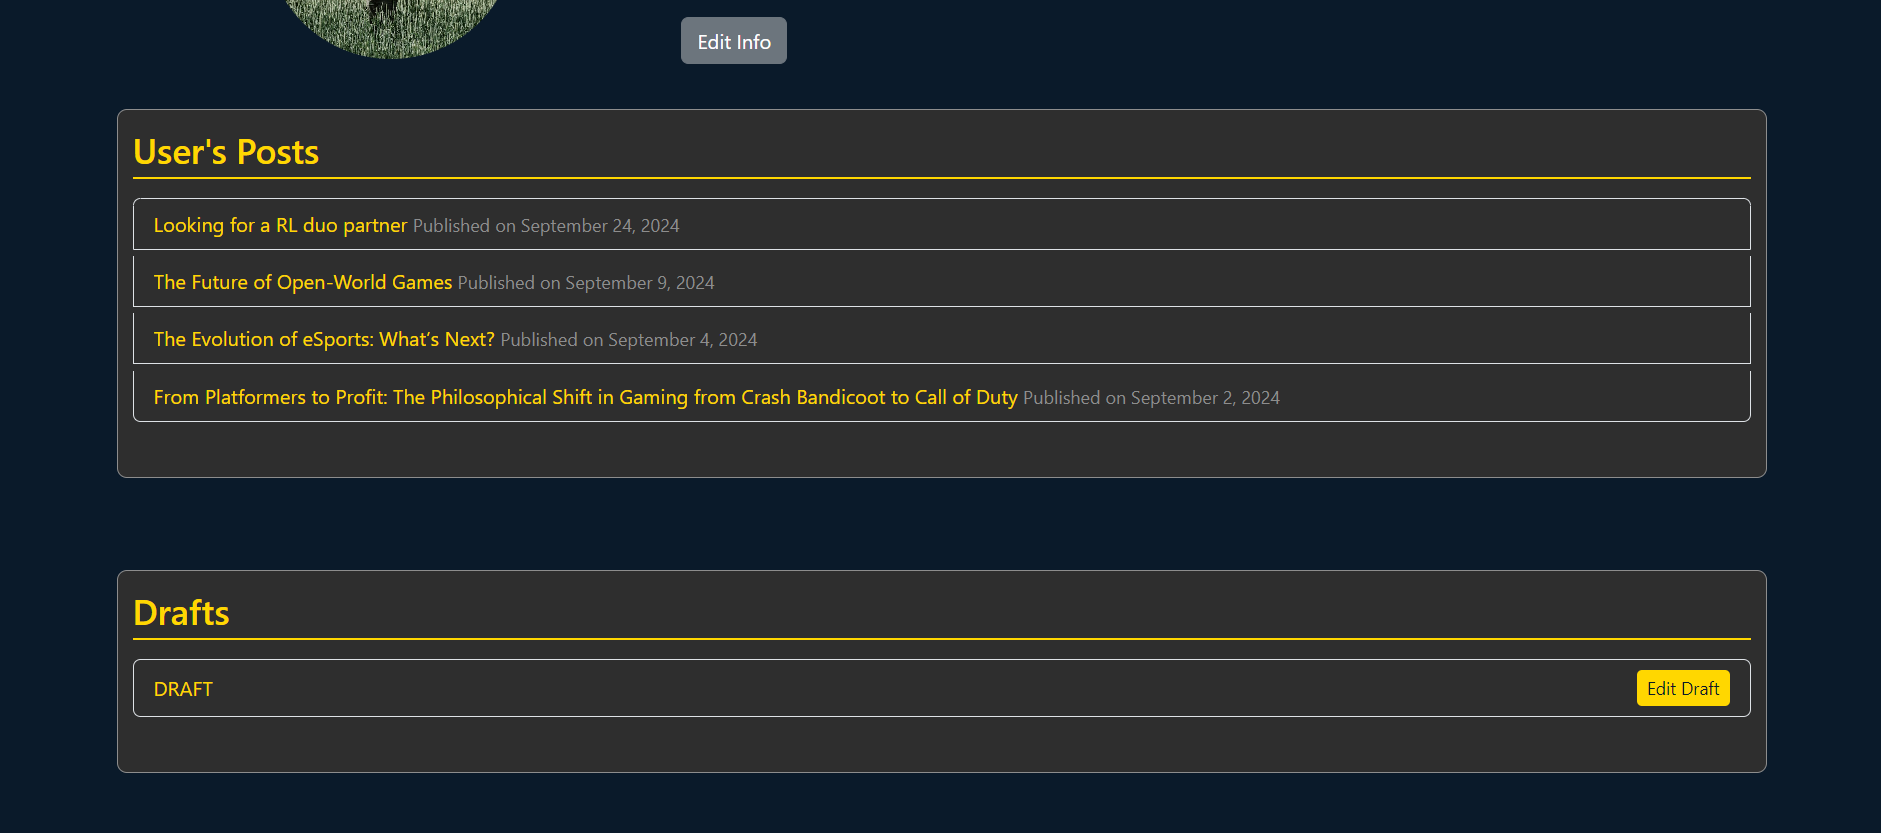 Edit Info
User's Posts
Looking for a RL duo partner Published on September 24, 2024
The Future of Open-World Games Published on September 9, 2024
The Evolution of eSports: What’s Next? Published on September 4, 2024
From Platformers to Profit: The Philosophical Shift in Gaming from Crash Bandicoot to Call of Duty Published on September 2, 2024
Drafts
DRAFT Edit Draft